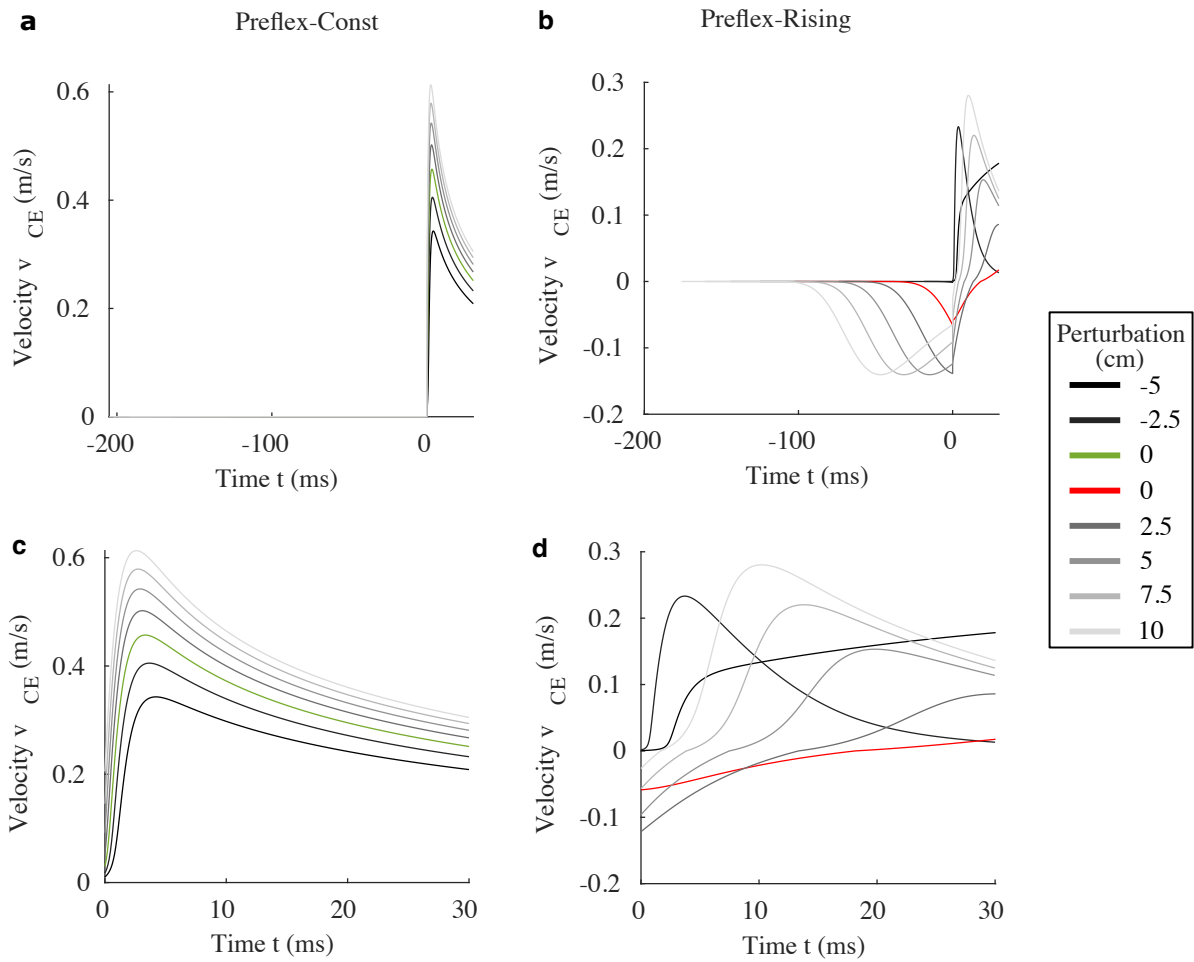 a
Preflex-Const
0.6
0.4
0.2
0
Velocity v CE (m/s)
-200
-100
0
Time t (ms)
b
Preflex-Rising
0.3
0.2
0.1
0
-0.1
-0.2
Velocity v CE (m/s)
-200
-100
0
Time t (ms)
Perturbation
(cm)
-5
-2.5
0
0
2.5
5
7.5
10
c
0.6
0.4
0.2
0
Velocity v CE (m/s)
0
10
20
30
Time t (ms)
d
0.3
0.2
0.1
0
-0.1
-0.2
Velocity v CE (m/s)
0
10
20
30
Time t (ms)